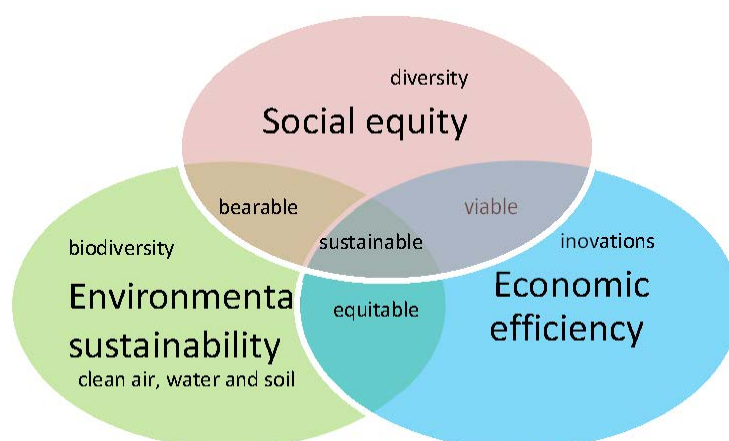 diversity
Social equity
bearable
viable
sustainable
biodiversity
inovations
Environmenta
sustainability
clean air, water and soil
Economic
efficiency
equitable